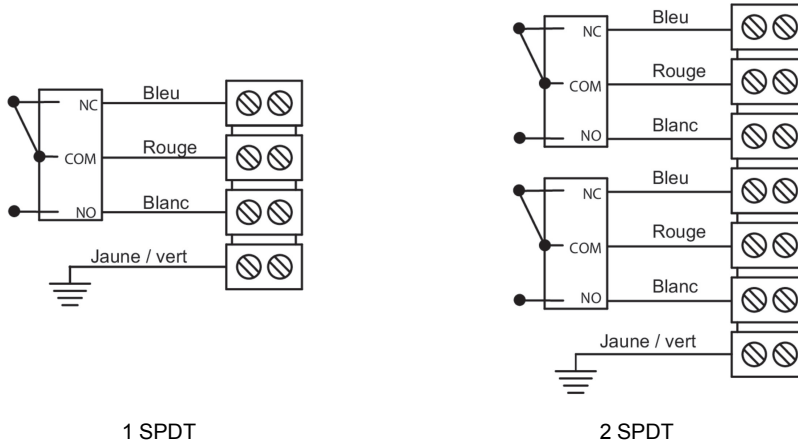 NC Bleu
COM Rouge
NO Blanc
Jaune / vert
1 SPDT
NC Bleu
COM Rouge
NO Blanc
NC Bleu
COM Rouge
NO Blanc
Jaune / vert
2 SPDT